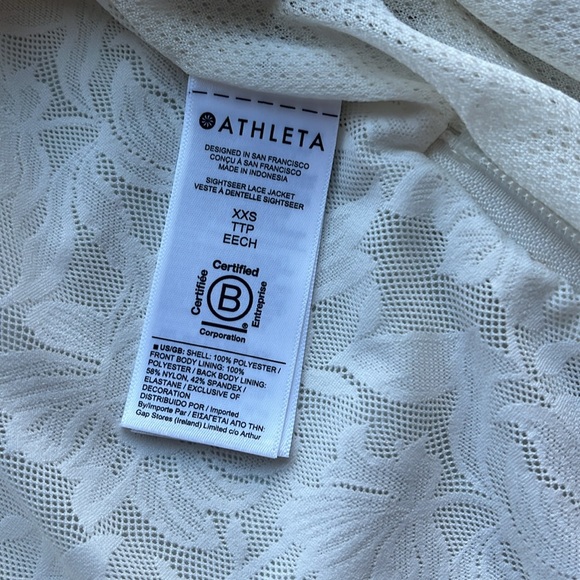 ATHLETA
DESIGNED IN SAN FRANCISCO
CONÇU À SAN FRANCISCO
MADE IN INDONESIA
SIGHTSEER LACE JACKET
VESTE À DENTELLE SIGHTSEER
XXS
TTP
EECH
Certified
Certifiée
B
Entreprise
Corporation
US/GB: SHELL: 100% POLYESTER /
FRONT BODY LINING: 100%
POLYESTER / BACK BODY LINING:
58% NYLON, 42% SPANDEX /
ELASTANE / EXCLUSIVE OF
DECORATION
DISTRIBUIDO POR / Imported
By/Importe Par / ΕΙΣΑΓΕΤΑΙ ΑΠΟ ΤΗΝ:
Gap Stores (Ireland) Limited c/o Arthur